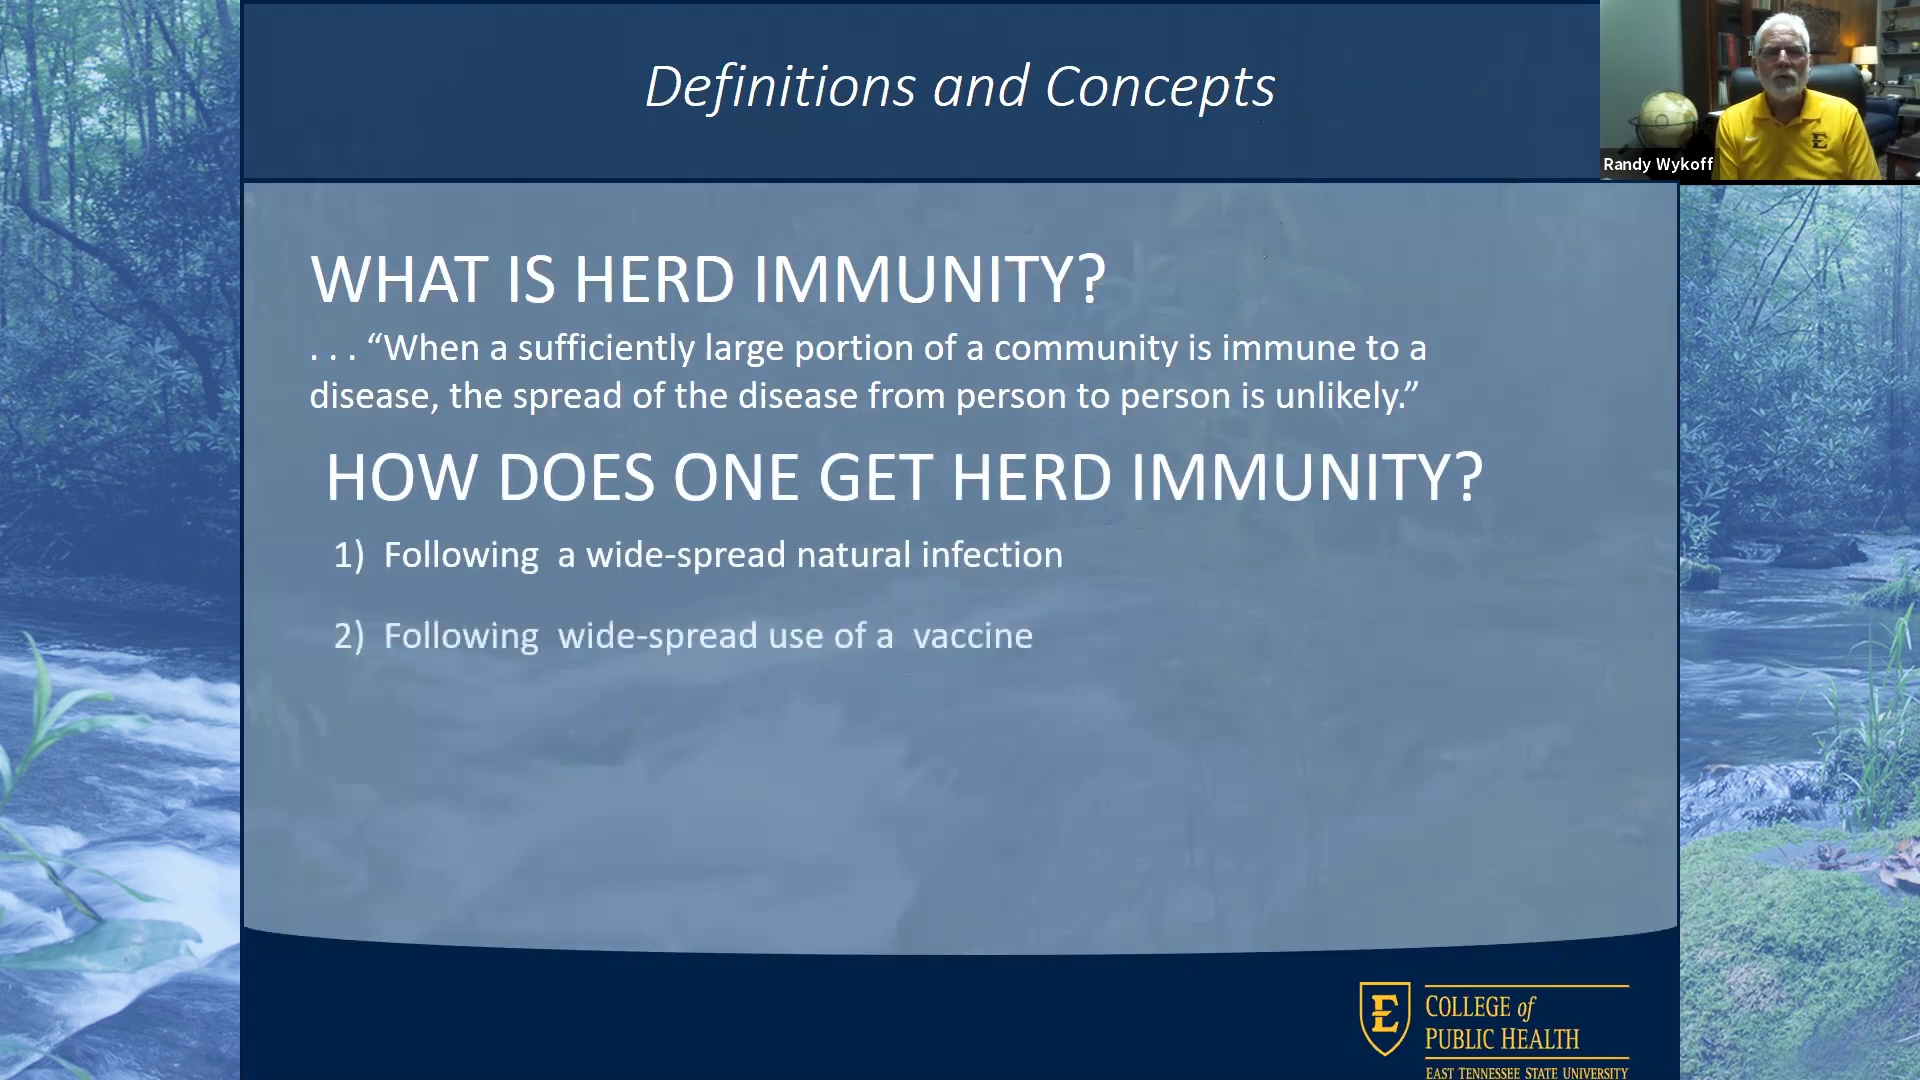 Definitions and Concepts
Randy Wykoff
WHAT IS HERD IMMUNITY?
. . . “When a sufficiently large portion of a community is immune to a
disease, the spread of the disease from person to person is unlikely.”
HOW DOES ONE GET HERD IMMUNITY?
1) Following a wide-spread natural infection
2) Following wide-spread use of a vaccine
E
E
COLLEGE of
PUBLIC HEALTH
EAST TENNESSEE STATE UNIVERSITY